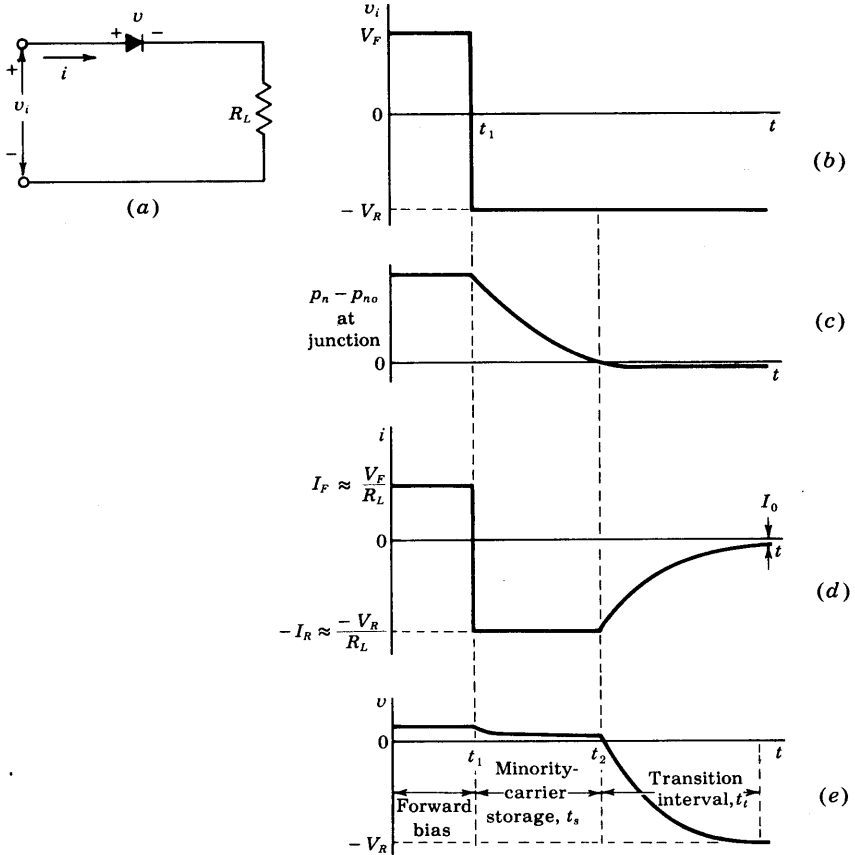 v
+ -
+
i
v_i
R_L
-
(a)
v_i
V_F
0
t_1
t
(b)
- V_R
p_n - p_no
at
junction
0
t
(c)
i
I_F ≈ V_F / R_L
I_0
0
t
(d)
- I_R ≈ - V_R / R_L
v
0
t_1
t_2
t
Minority-
carrier
storage, t_s
Transition
interval, t_t
(e)
Forward
bias
- V_R